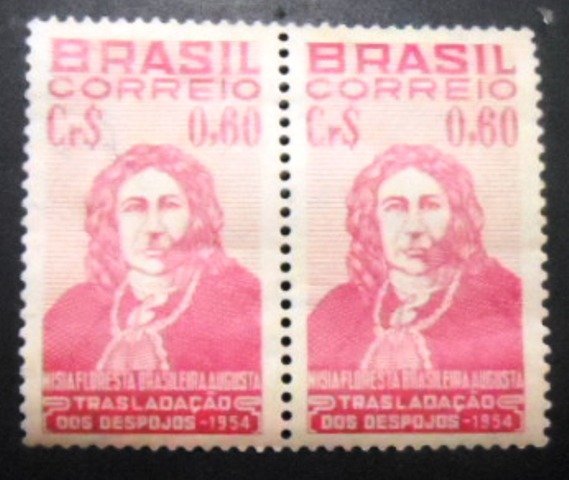 BRASIL
CORREIO
Cr$ 0,60
NISIA FLORESTA BRASILEIRA AUGUSTA
TRASLADAÇÃO
DOS DESPOJOS -1954
BRASIL
CORREIO
Cr$ 0,60
NISIA FLORESTA BRASILEIRA AUGUSTA
TRASLADAÇÃO
DOS DESPOJOS -1954